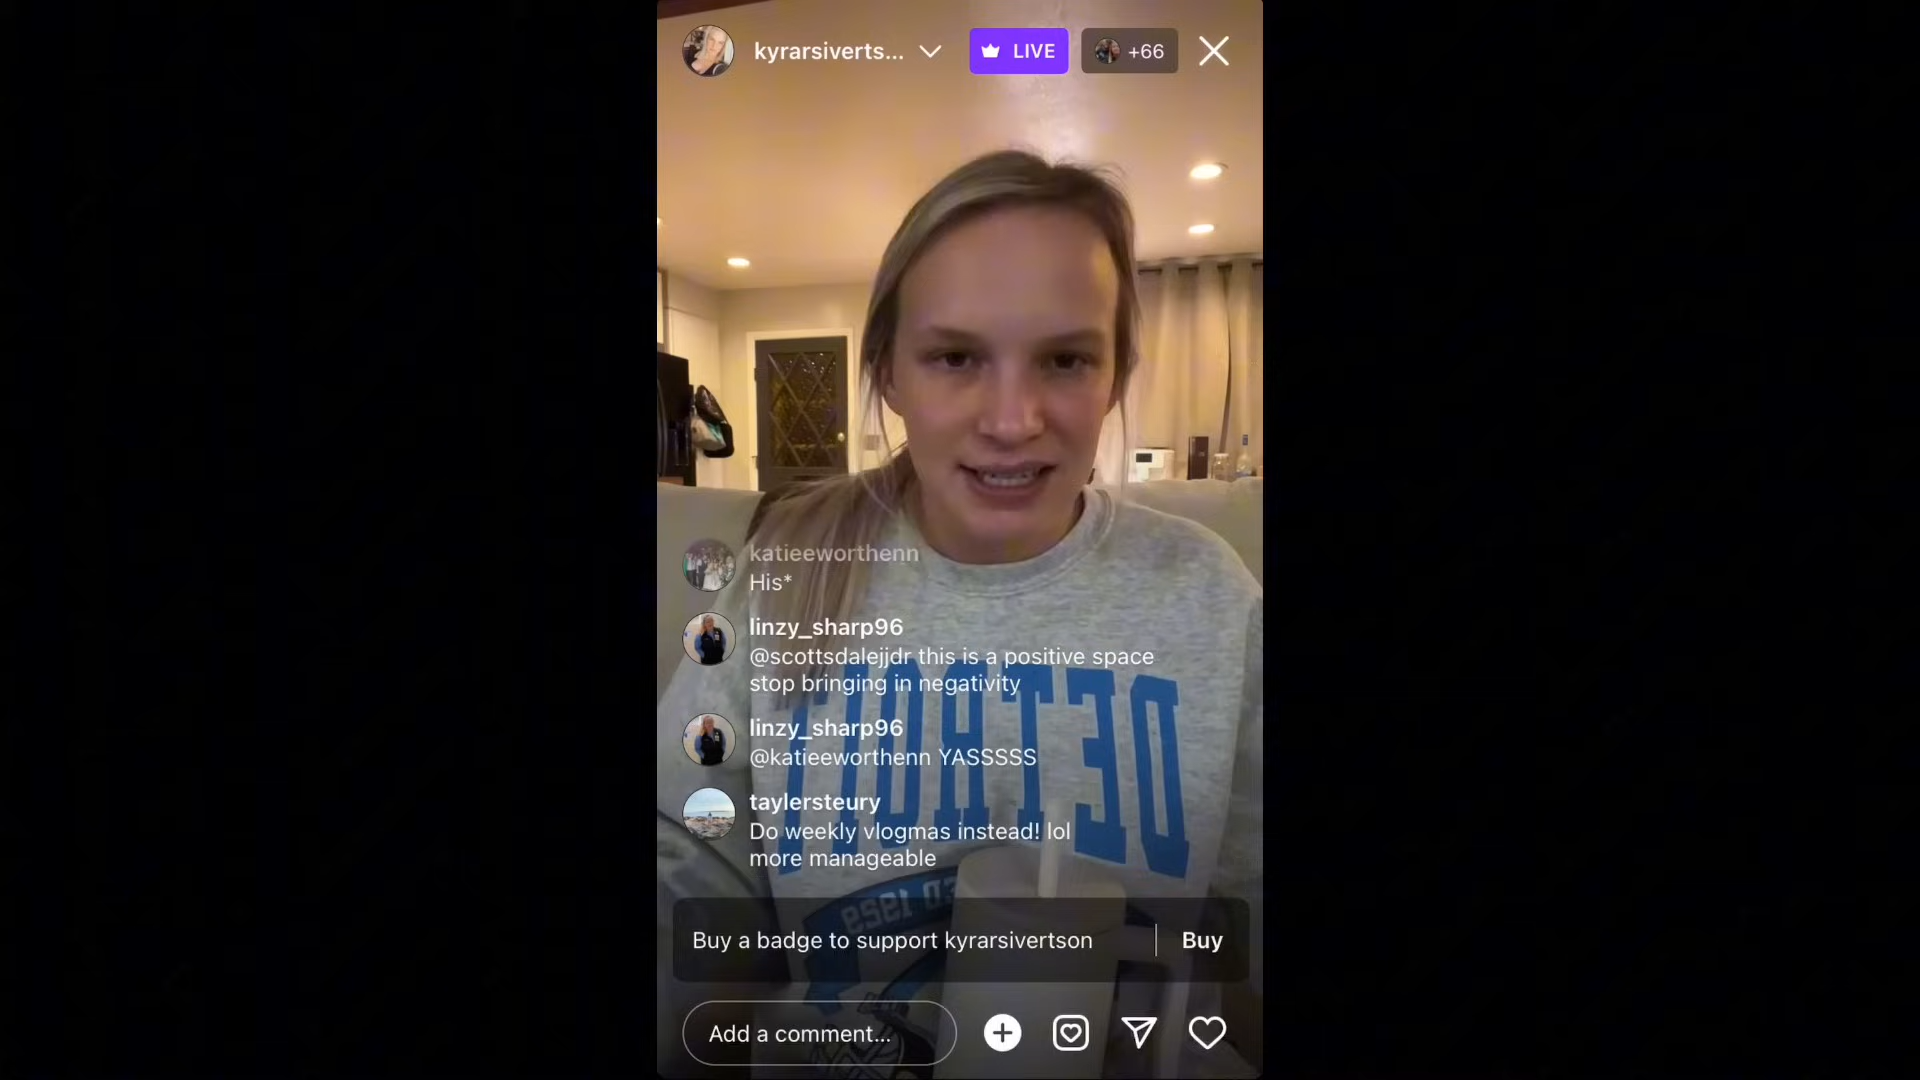 kyrarsiverts...
LIVE
+66
katieeworthenn
His*
linzy_sharp96
@scottsdalejjdr this is a positive space
stop bringing in negativity
linzy_sharp96
@katieeworthenn YASSSSS
taylersteury
Do weekly vlogmas instead! lol
more manageable
DETROIT
Buy a badge to support kyrarsivertson
Buy
Add a comment...